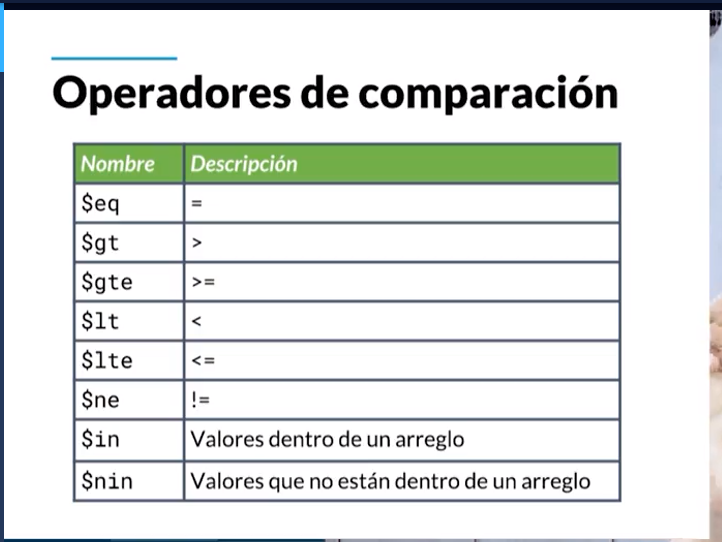 Operadores de comparación
Nombre Descripción
$eq =
$gt >
$gte >=
$lt <
$lte <=
$ne !=
$in Valores dentro de un arreglo
$nin Valores que no están dentro de un arreglo